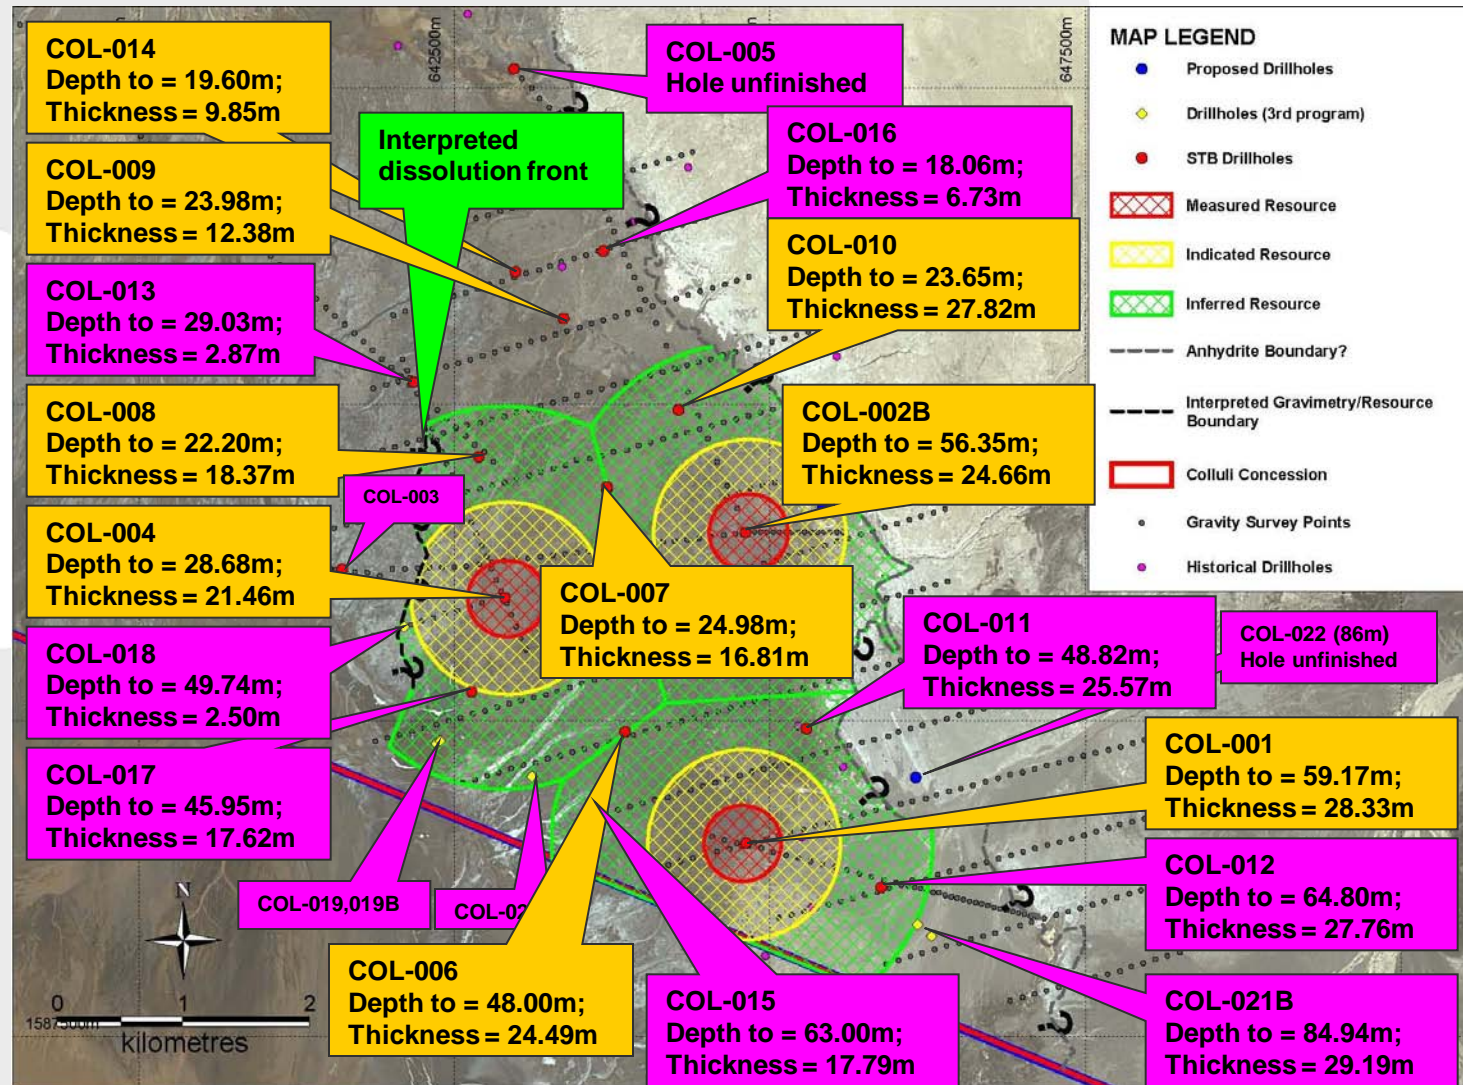 COL-014
Depth to = 19.60m;
Thickness = 9.85m
COL-009
Depth to = 23.98m;
Thickness = 12.38m
COL-013
Depth to = 29.03m;
Thickness = 2.87m
COL-008
Depth to = 22.20m;
Thickness = 18.37m
COL-003
COL-004
Depth to = 28.68m;
Thickness = 21.46m
COL-018
Depth to = 49.74m;
Thickness = 2.50m
COL-017
Depth to = 45.95m;
Thickness = 17.62m
COL-019,019B
COL-02
Interpreted
dissolution front
642500m
647500m
COL-005
Hole unfinished
COL-016
Depth to = 18.06m;
Thickness = 6.73m
COL-010
Depth to = 23.65m;
Thickness = 27.82m
COL-002B
Depth to = 56.35m;
Thickness = 24.66m
COL-007
Depth to = 24.98m;
Thickness = 16.81m
COL-011
Depth to = 48.82m;
Thickness = 25.57m
COL-022 (86m)
Hole unfinished
COL-001
Depth to = 59.17m;
Thickness = 28.33m
COL-012
Depth to = 64.80m;
Thickness = 27.76m
COL-021B
Depth to = 84.94m;
Thickness = 29.19m
COL-006
Depth to = 48.00m;
Thickness = 24.49m
COL-015
Depth to = 63.00m;
Thickness = 17.79m
?
?
?
?
?
?
?
?
?
MAP LEGEND
Proposed Drillholes
Drillholes (3rd program)
STB Drillholes
Measured Resource
Indicated Resource
Inferred Resource
Anhydrite Boundary?
Interpreted Gravimetry/Resource
Boundary
Colluli Concession
Gravity Survey Points
Historical Drillholes
N
0 1 2
1587500m
kilometres